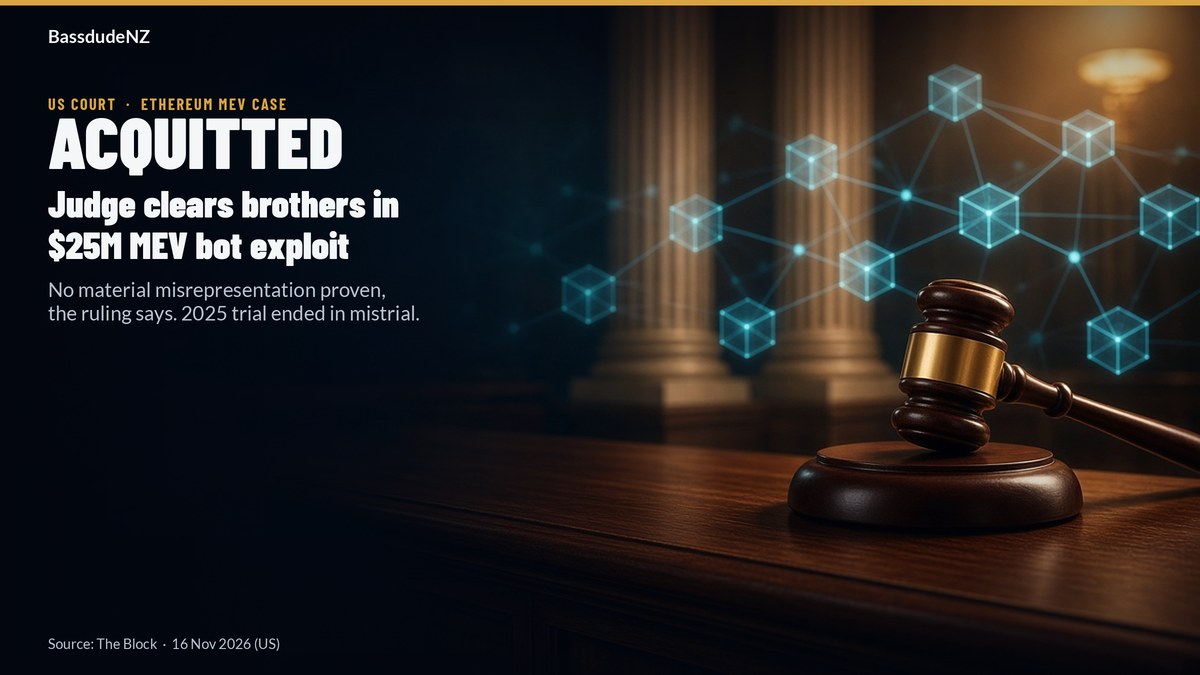 BassdudeNZ
US COURT · ETHEREUM MEV CASE
ACQUITTED
Judge clears brothers in
$25M MEV bot exploit
No material misrepresentation proven,
the ruling says. 2025 trial ended in mistrial.
Source: The Block · 16 Nov 2026 (US)